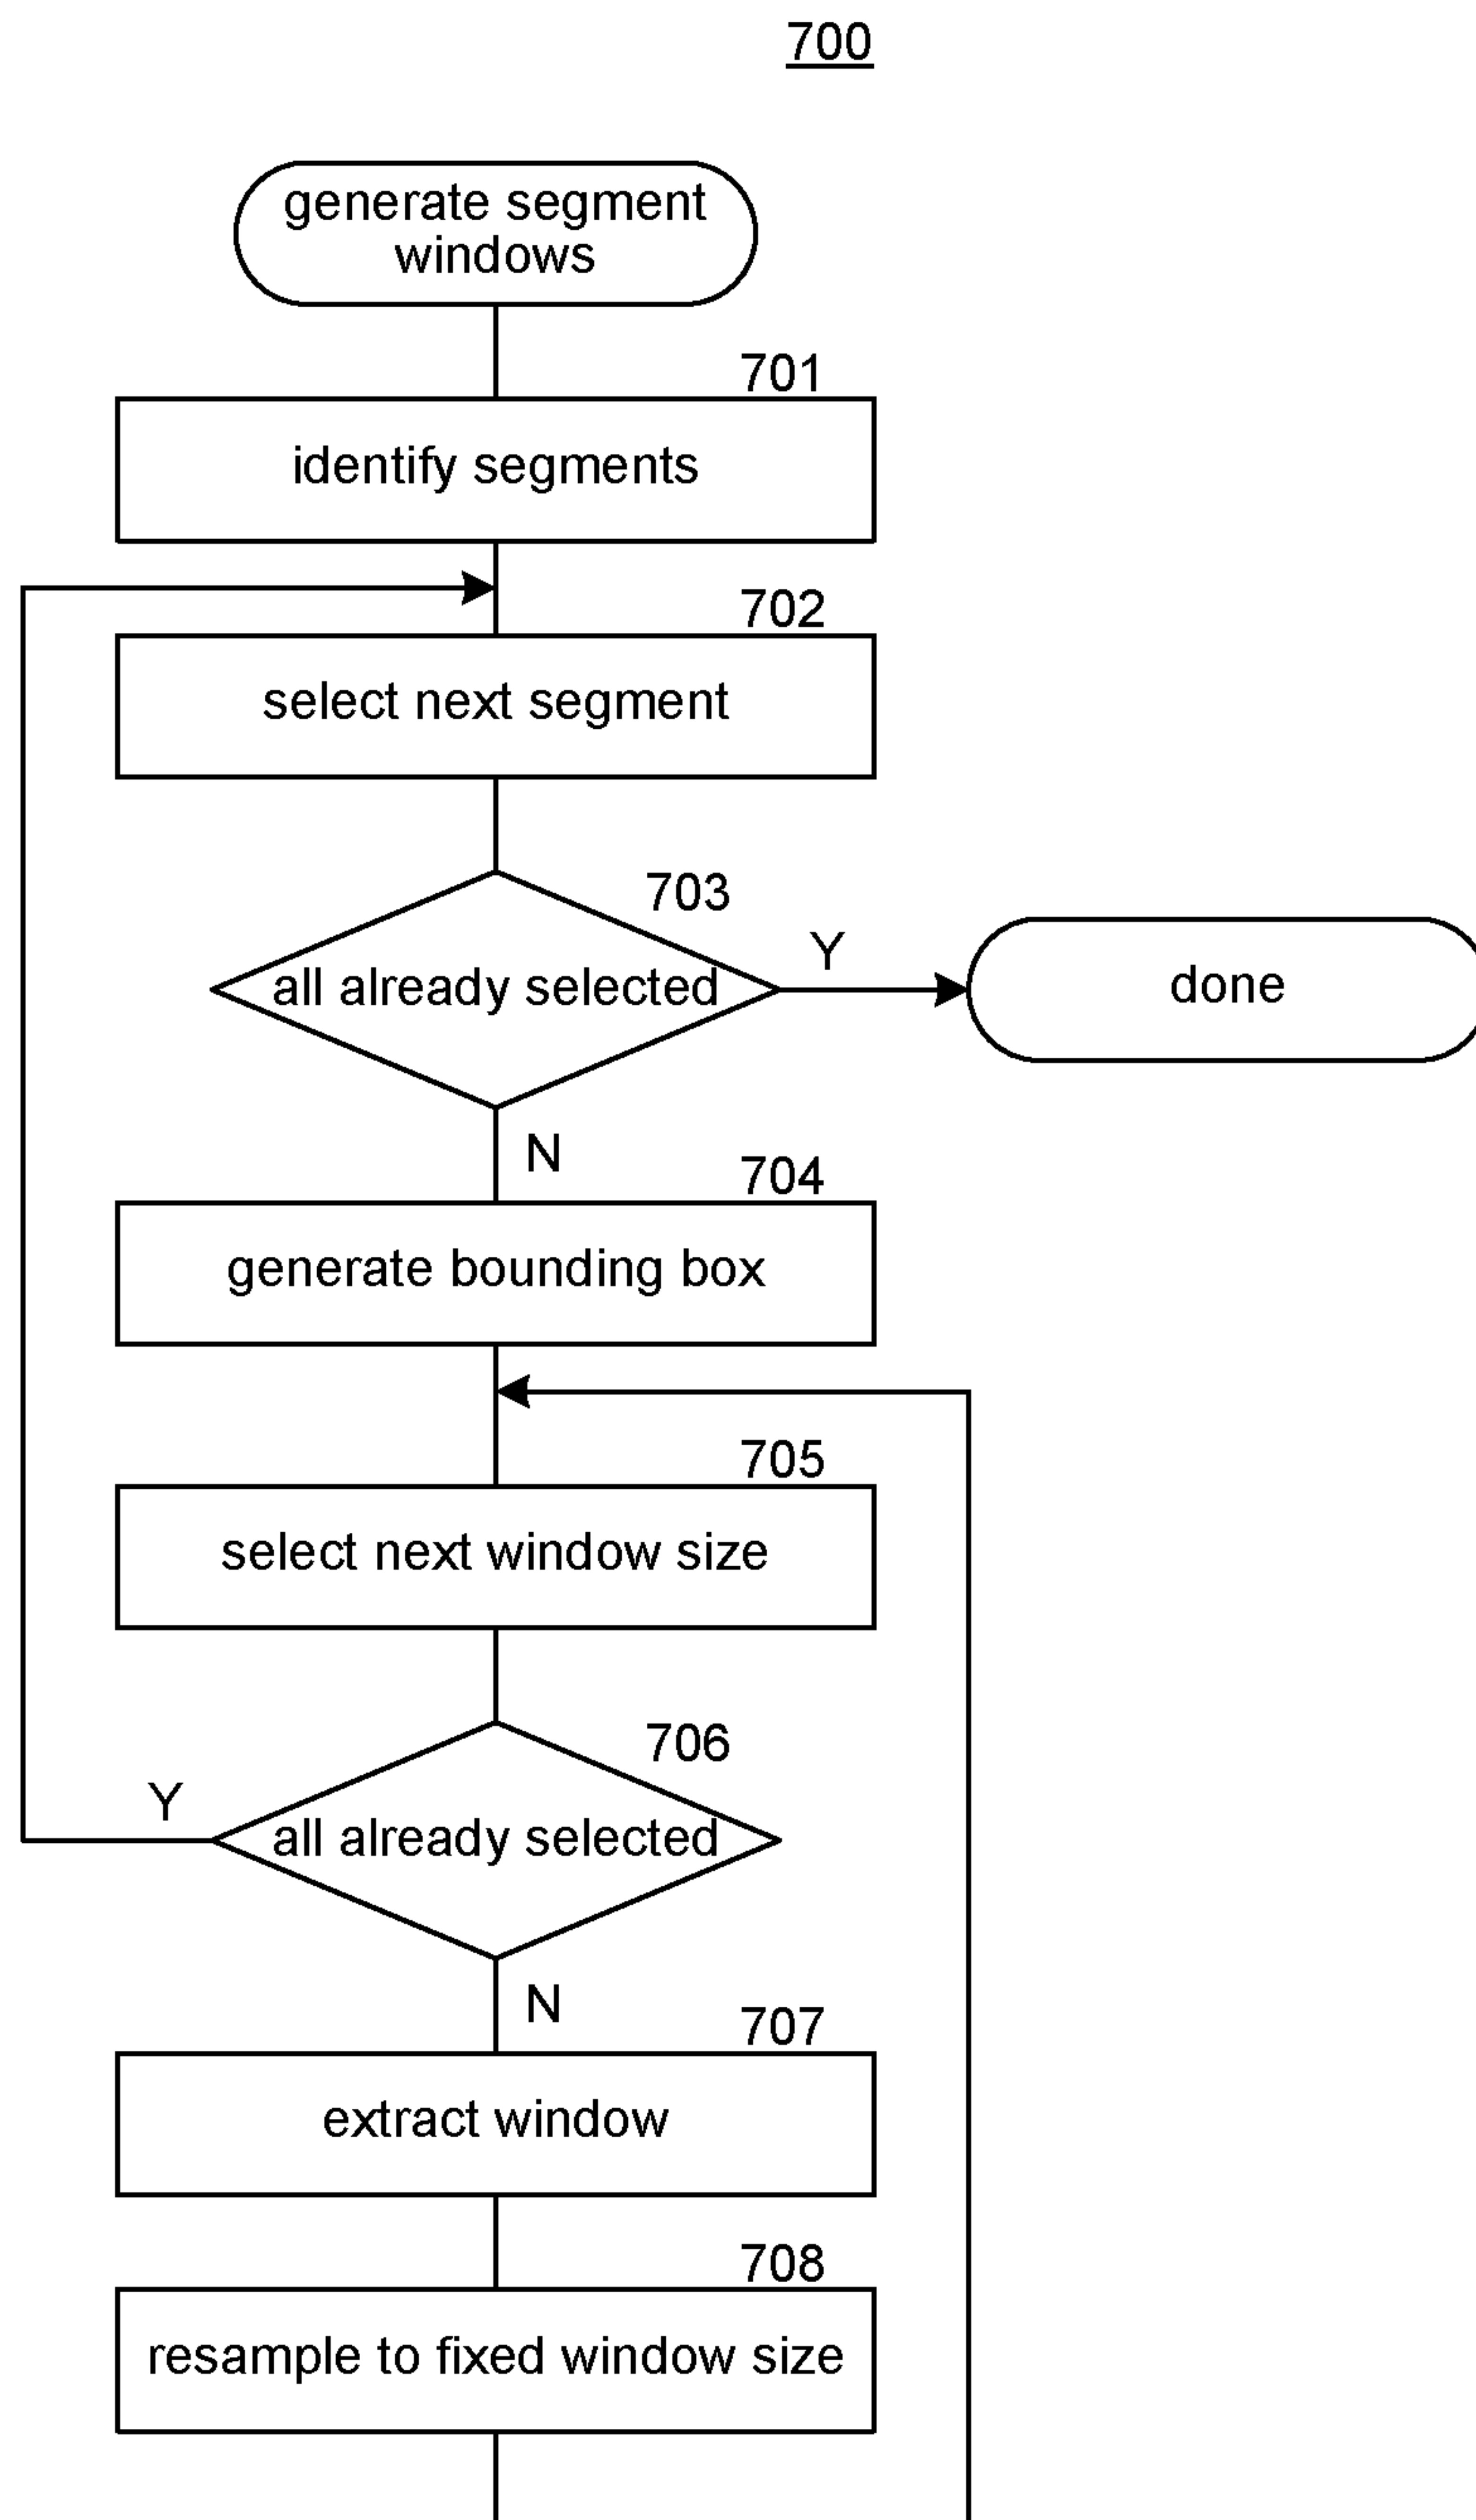 700
generate segment
windows
701
identify segments
702
select next segment
703
all already selected
Y
done
N
704
generate bounding box
705
select next window size
706
Y
all already selected
N
707
extract window
708
resample to fixed window size